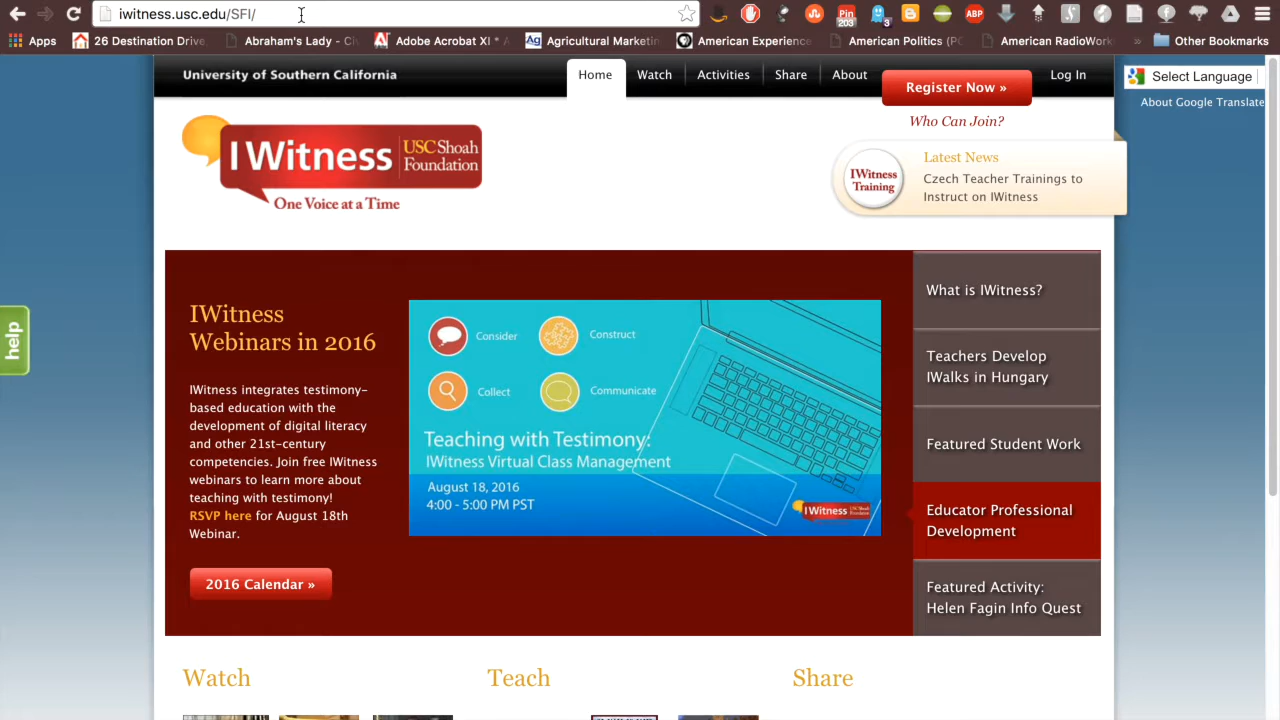 iwitness.usc.edu/SFI/
Pin
203
ABP
3
Apps
26 Destination Drive,
Abraham's Lady - Civ
Adobe Acrobat XI *
Ag Agricultural Marketin
American Experience
American Politics (PC
American RadioWork
»
Other Bookmarks
University of Southern California
Home
Watch
Activities
Share
About
Register Now »
Log In
Select Language
About Google Translate
Who Can Join?
IWitness
USC Shoah
Foundation
One Voice at a Time
IWitness
Training
Latest News
Czech Teacher Trainings to
Instruct on IWitness
help
IWitness
Webinars in 2016
IWitness integrates testimony-
based education with the
development of digital literacy
and other 21st-century
competencies. Join free IWitness
webinars to learn more about
teaching with testimony!
RSVP here for August 18th
Webinar.
2016 Calendar »
Consider
Construct
Collect
Communicate
Teaching with Testimony:
IWitness Virtual Class Management
August 18, 2016
4:00 - 5:00 PM PST
IWitness
What is IWitness?
Teachers Develop
IWalks in Hungary
Featured Student Work
Educator Professional
Development
Featured Activity:
Helen Fagin Info Quest
Watch
Teach
Share